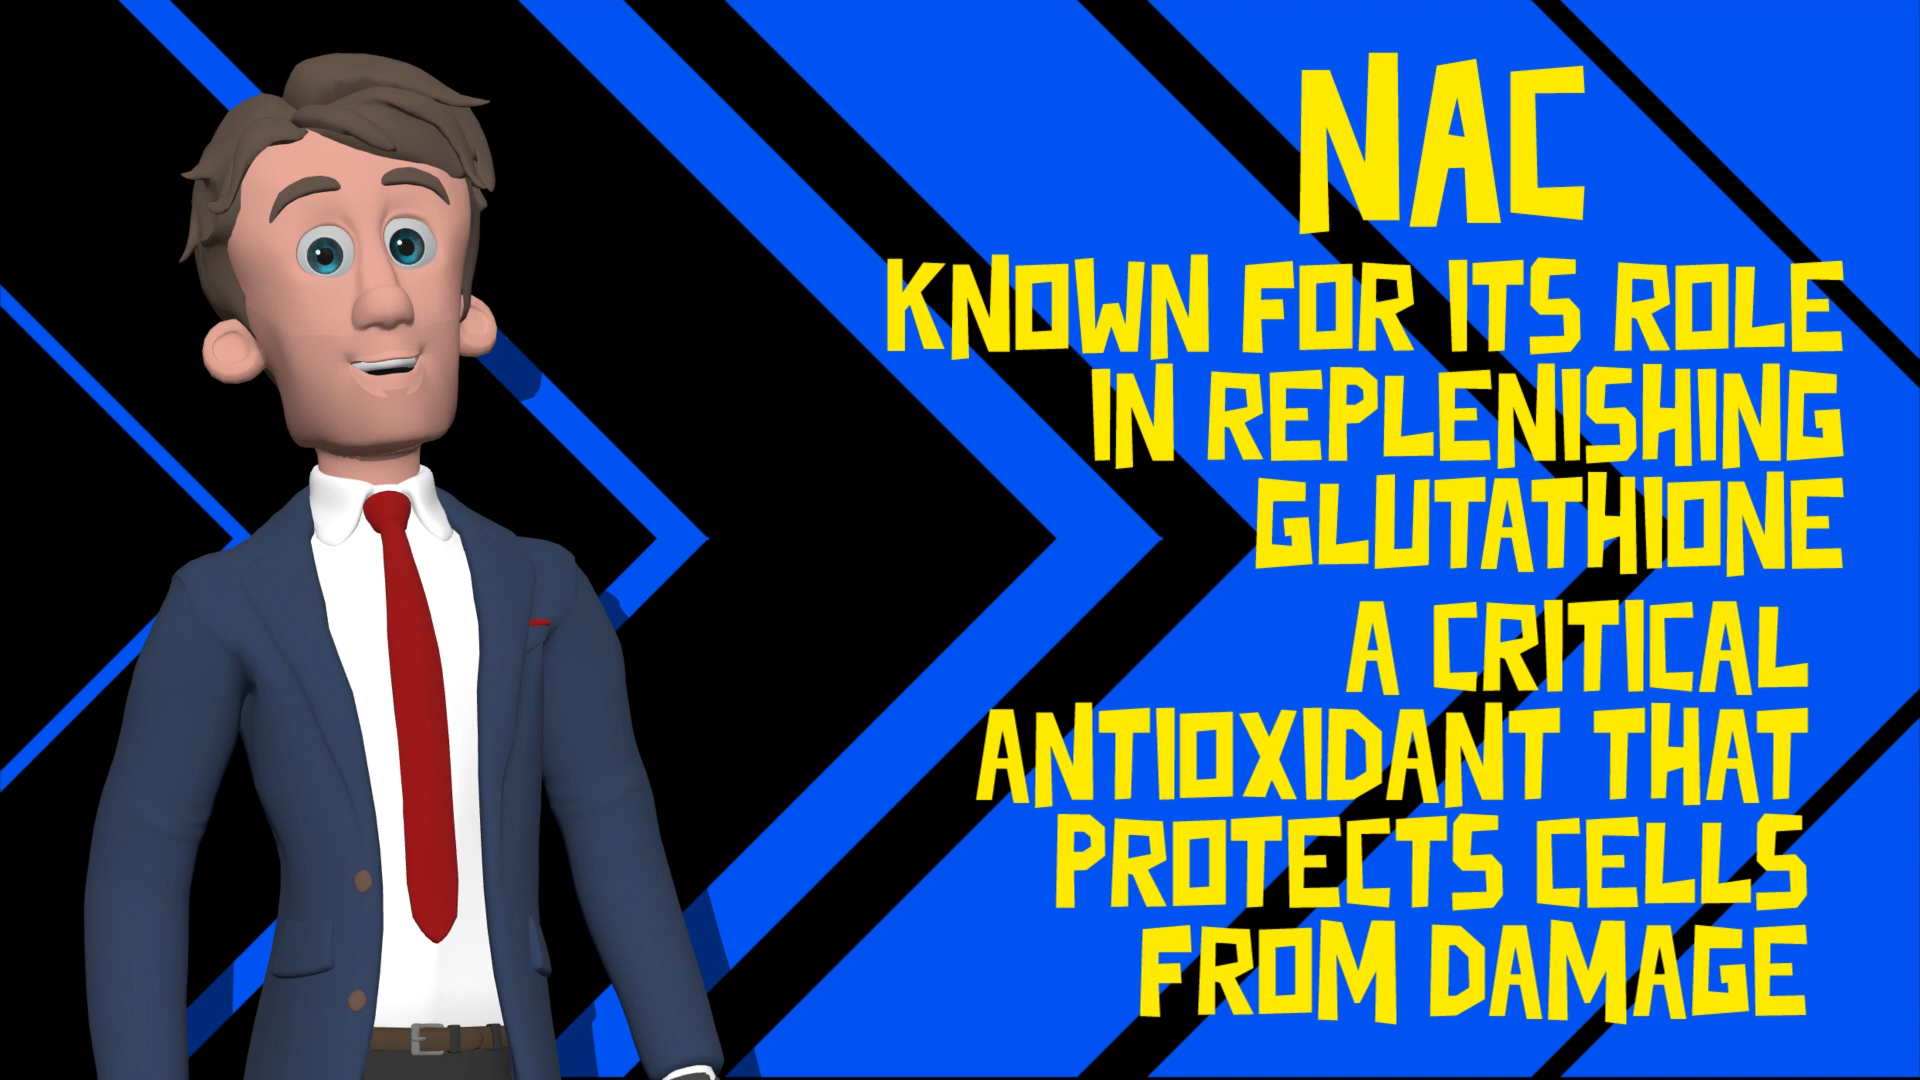 NAC
KNOWN FOR ITS ROLE
IN REPLENISHING
GLUTATHIONE
A CRITICAL
ANTIOXIDANT THAT
PROTECTS CELLS
FROM DAMAGE